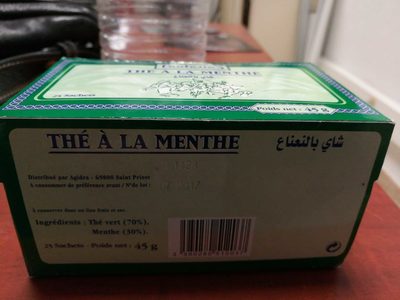 THÉ À LA MENTHE
25 Sachets
Poids net : 45 g
THÉ À LA MENTHE
شاي بالنعناع
Distribué par Agidra - 69800 Saint Priest
A consommer de préférence avant / N°de lot :
A conserver dans un lieu frais et sec.
Ingrédients : Thé vert (70%),
Menthe (30%).
25 Sachets - Poids net : 45 g